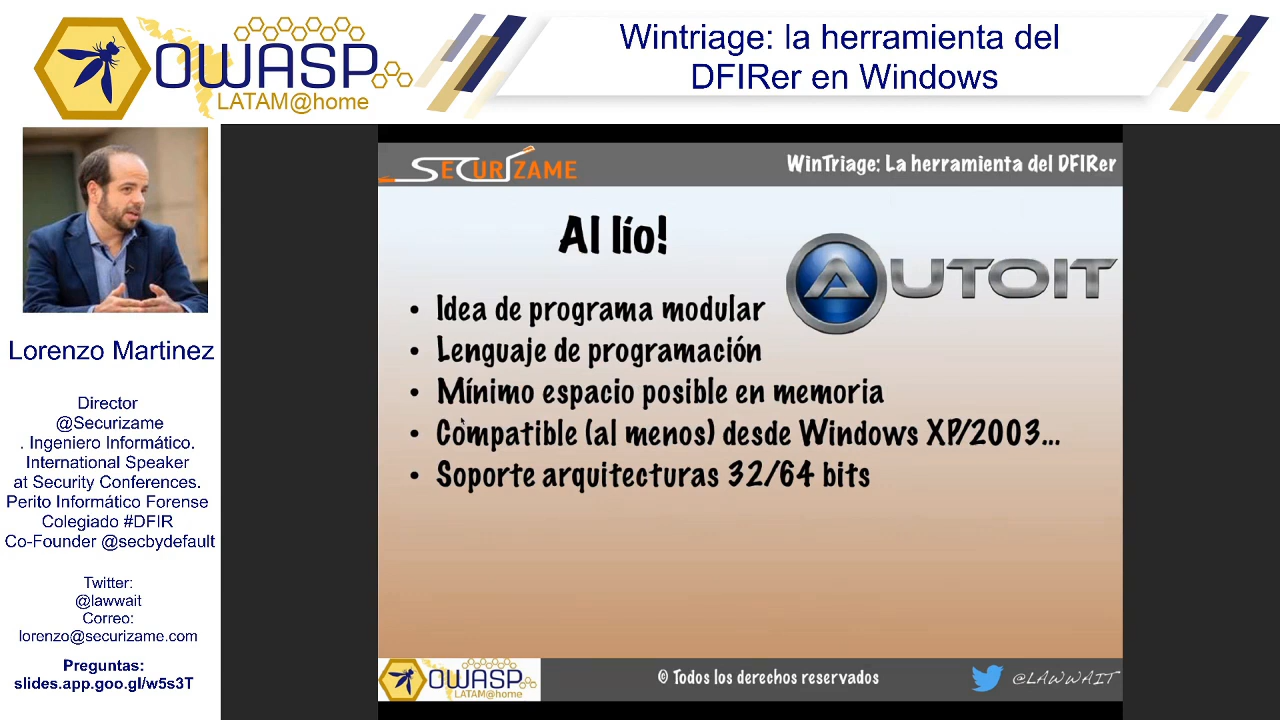 OWASP
LATAM@home
Wintriage: la herramienta del
DFIRer en Windows
Lorenzo Martinez
Director
@Securizame
. Ingeniero Informático.
International Speaker
at Security Conferences.
Perito Informático Forense
Colegiado #DFIR
Co-Founder @secbydefault
Twitter:
@lawwait
Correo:
lorenzo@securizame.com
Preguntas:
slides.app.goo.gl/w5s3T
SECURIZAME
WinTriage: La herramienta del DFIRer
Al lío!
AUTOIT
• Idea de programa modular
• Lenguaje de programación
• Mínimo espacio posible en memoria
• Compatible (al menos) desde Windows XP/2003...
• Soporte arquitecturas 32/64 bits
OWASP
LATAM@home
© Todos los derechos reservados
@LAWWAIT